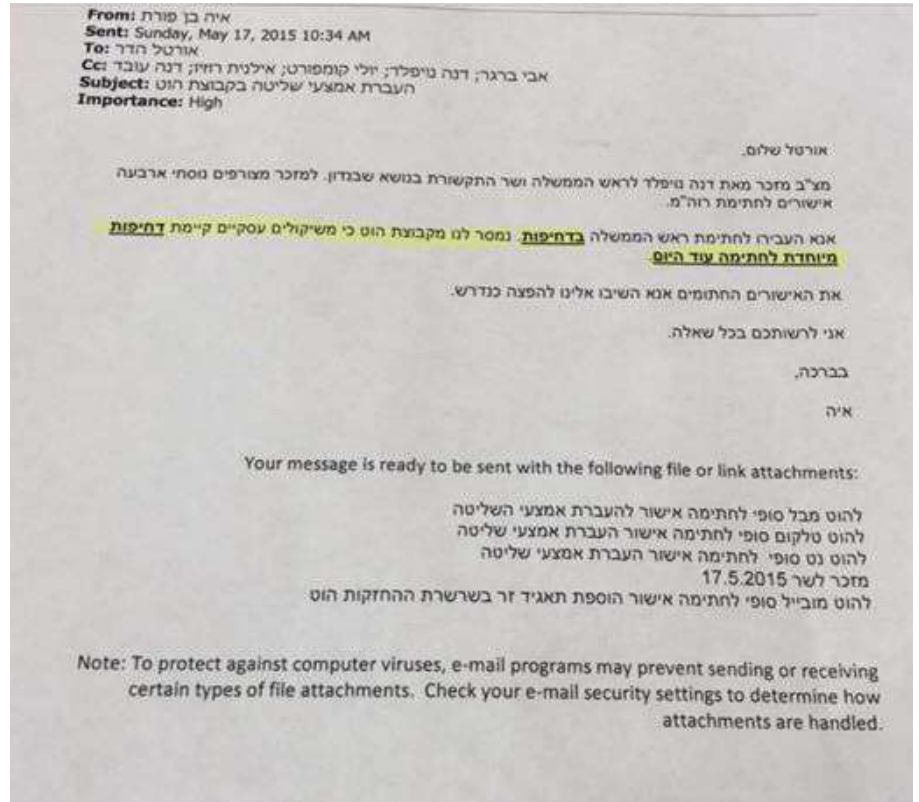 From: איה בן פורת
Sent: Sunday, May 17, 2015 10:34 AM
To: אורטל הדר
Cc: אבי ברגר; דנה נויפלד; יולי קומפורט; אילנית רוזיו; דנה עובד
Subject: העברת אמצעי שליטה בקבוצת הוט
Importance: High
אורטל שלום,
מצ"ב מזכר מאת דנה נויפלד לראש הממשלה ושר התקשורת בנושא שבנדון. למזכר מצורפים נוסחי ארבעה
אישורים לחתימת רוה"מ.
אנא העבירו לחתימת ראש הממשלה בדחיפות. נמסר לנו מקבוצת הוט כי משיקולים עסקיים קיימת דחיפות
מיוחדת לחתימה עוד היום.
את האישורים החתומים אנא השיבו אלינו להפצה כנדרש.
אני לרשותכם בכל שאלה.
בברכה,
איה
Your message is ready to be sent with the following file or link attachments:
להוט מבל סופי לחתימה אישור להעברת אמצעי השליטה
להוט טלקום סופי לחתימה אישור העברת אמצעי שליטה
להוט נט סופי לחתימה אישור העברת אמצעי שליטה
מזכר לשר 17.5.2015
להוט מובייל סופי לחתימה אישור הוספת תאגיד זר בשרשרת ההחזקות הוט
Note: To protect against computer viruses, e-mail programs may prevent sending or receiving
certain types of file attachments. Check your e-mail security settings to determine how
attachments are handled.